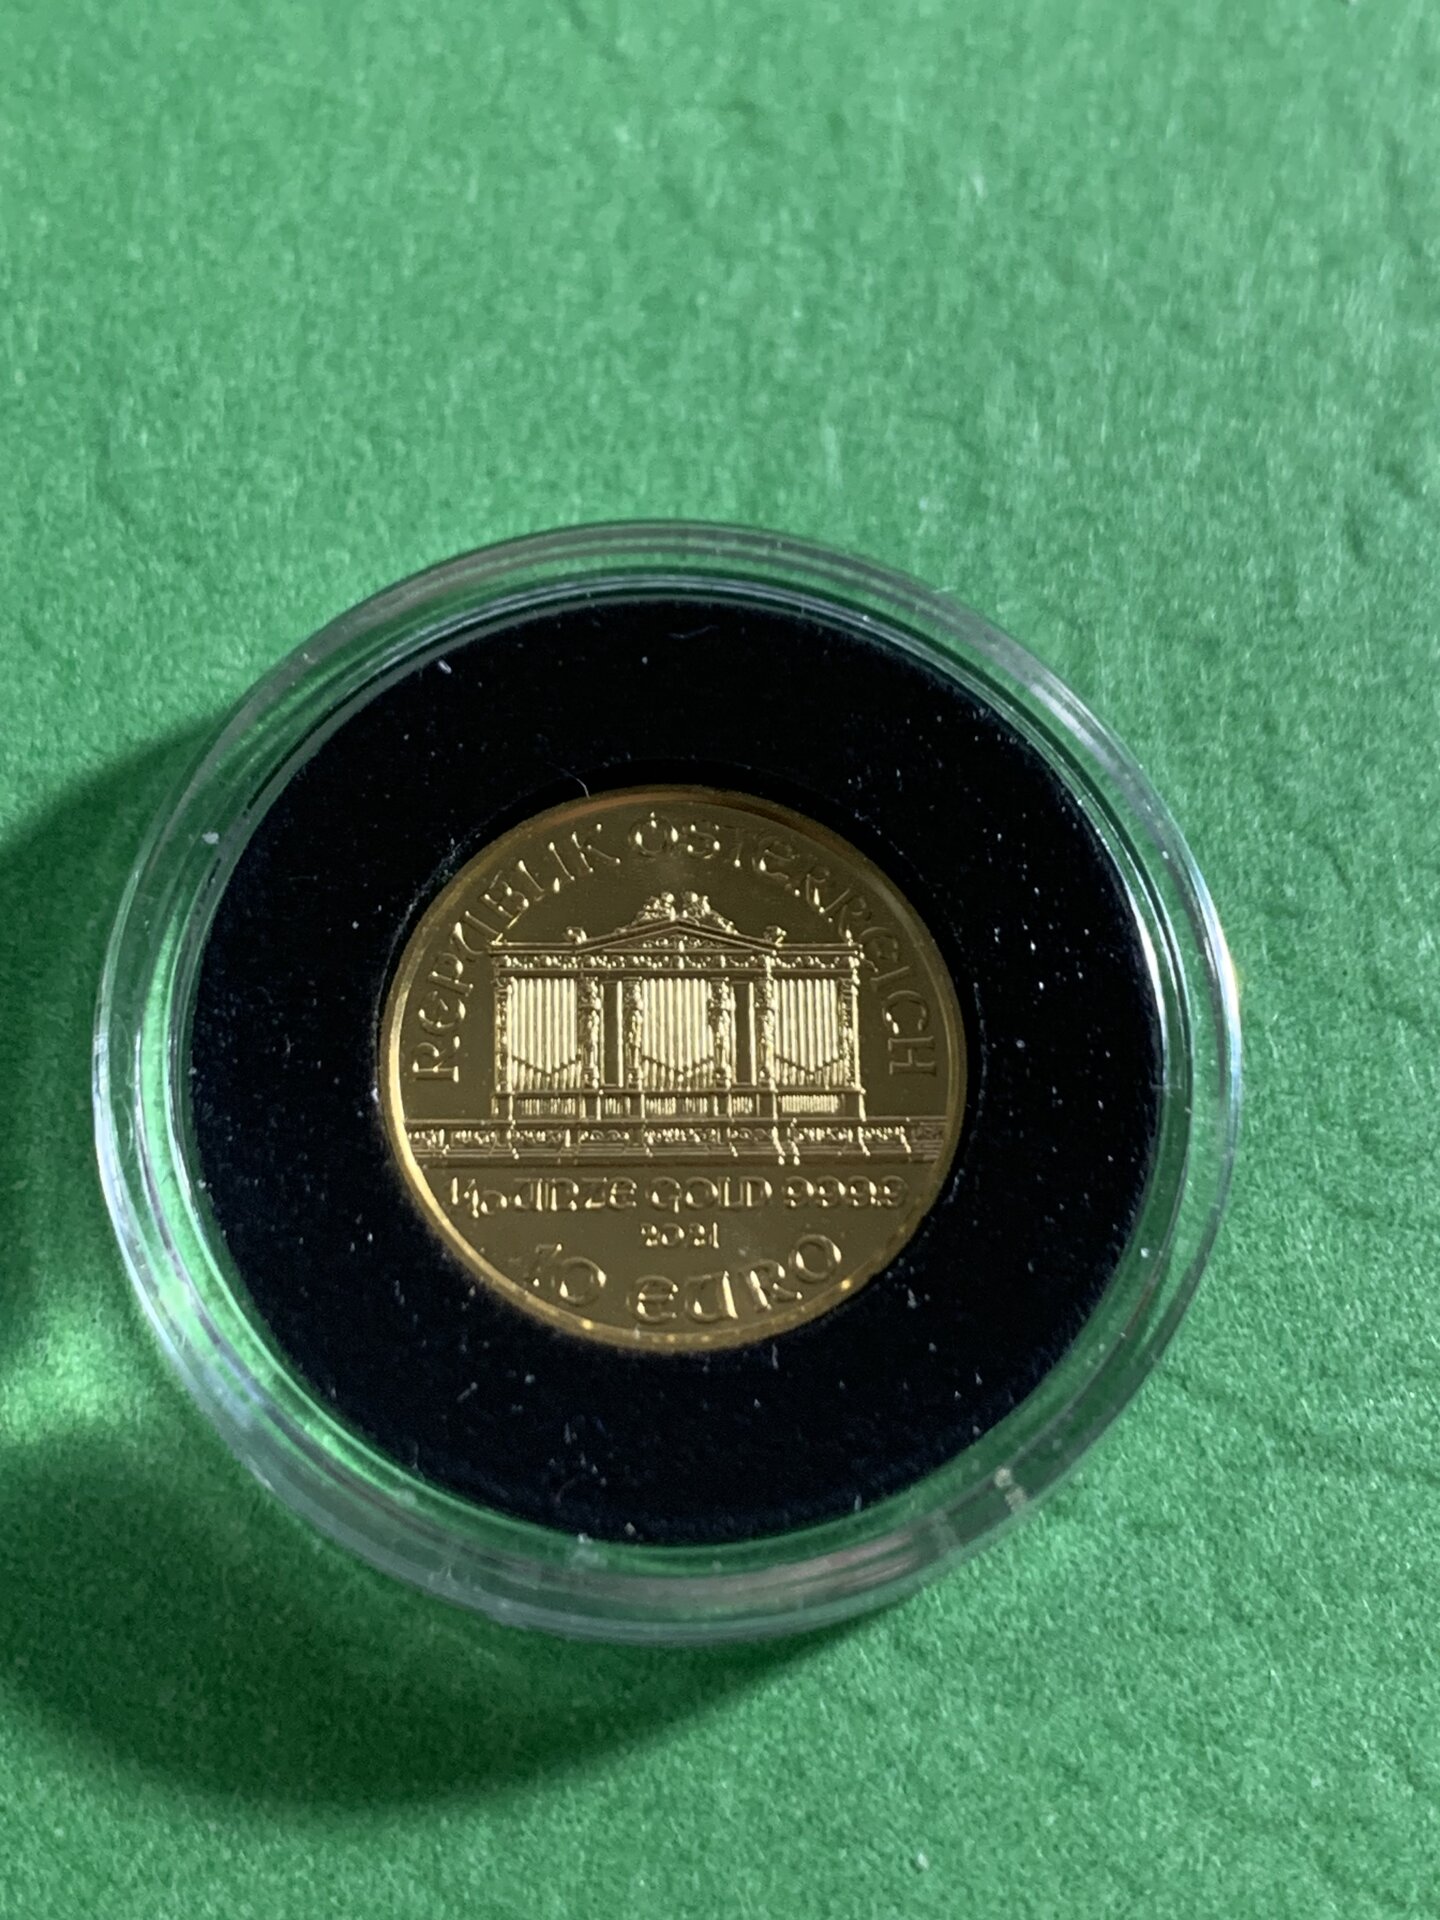 REPUBLIK ÖSTERREICH
1/10 UNZE GOLD 999.9
2021
10 EURO